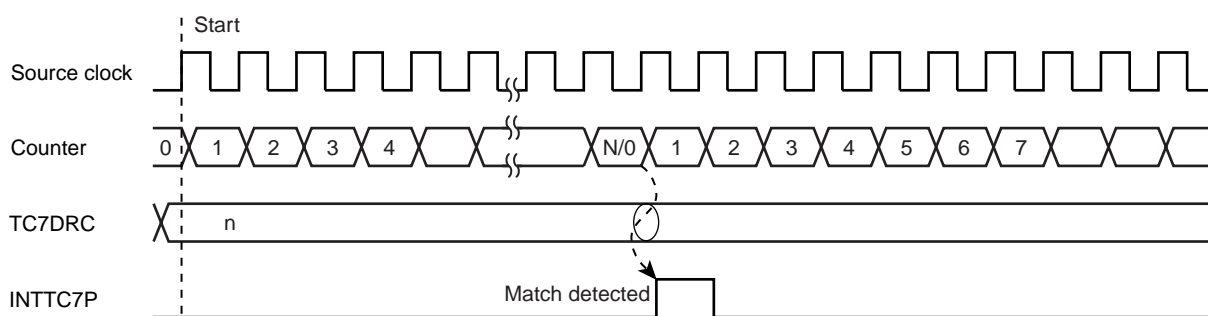 Start
Source clock
Counter 0 1 2 3 4 N/0 1 2 3 4 5 6 7
TC7DRC n
INTTC7P Match detected